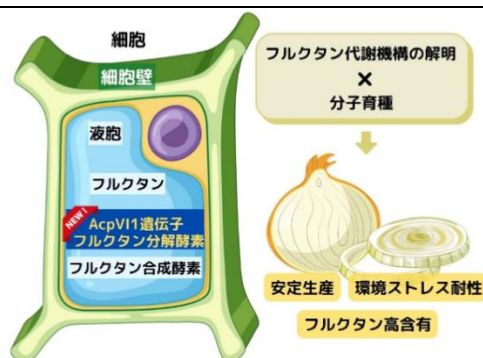 細胞
細胞壁
液胞
フルクタン
NEW!
AcpVI1遺伝子
フルクタン分解酵素
フルクタン合成酵素
フルクタン代謝機構の解明
×
分子育種
安定生産
環境ストレス耐性
フルクタン高含有